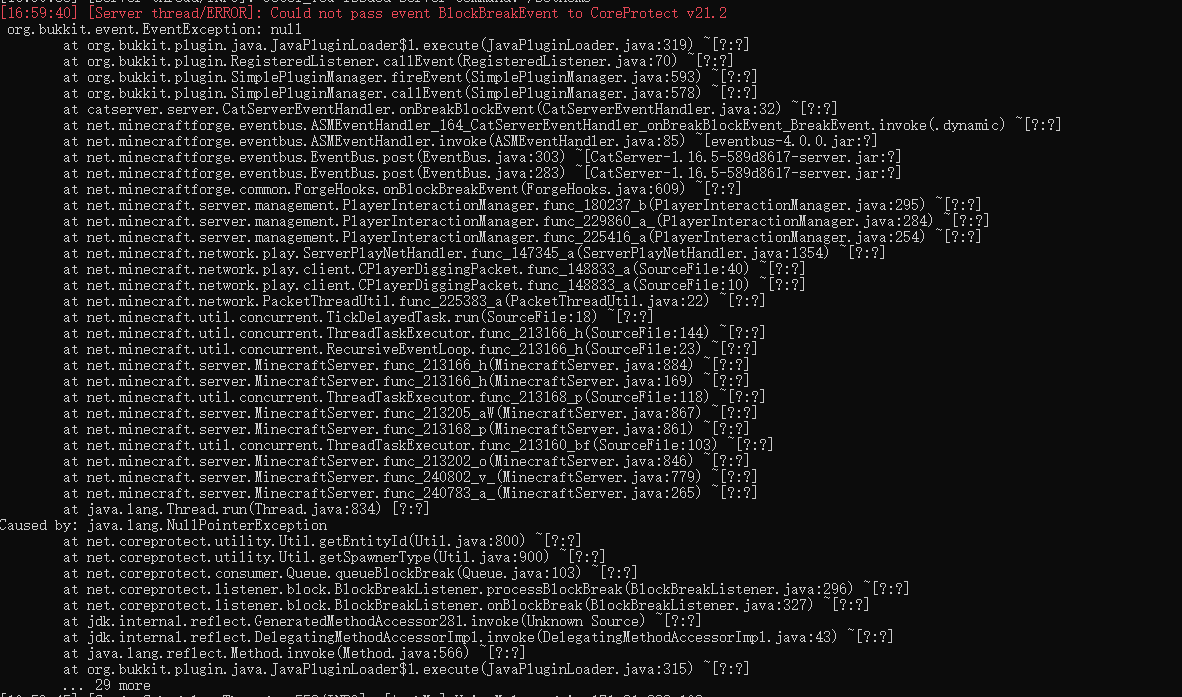 [16:59:40] [Server thread/ERROR]: Could not pass event BlockBreakEvent to CoreProtect v21.2
org.bukkit.event.EventException: null
at org.bukkit.plugin.java.JavaPluginLoader$1.execute(JavaPluginLoader.java:319) ~[?:?]
at org.bukkit.plugin.RegisteredListener.callEvent(RegisteredListener.java:70) ~[?:?]
at org.bukkit.plugin.SimplePluginManager.fireEvent(SimplePluginManager.java:593) ~[?:?]
at org.bukkit.plugin.SimplePluginManager.callEvent(SimplePluginManager.java:578) ~[?:?]
at catserver.server.CatServerEventHandler.onBreakBlockEvent(CatServerEventHandler.java:32) ~[?:?]
at net.minecraftforge.eventbus.ASMEventHandler_164_CatServerEventHandler_onBreakBlockEvent_BreakEvent.invoke(.dynamic) ~[?:?]
at net.minecraftforge.eventbus.ASMEventHandler.invoke(ASMEventHandler.java:85) ~[eventbus-4.0.0.jar:?]
at net.minecraftforge.eventbus.EventBus.post(EventBus.java:303) ~[CatServer-1.16.5-589d8617-server.jar:?]
at net.minecraftforge.eventbus.EventBus.post(EventBus.java:283) ~[CatServer-1.16.5-589d8617-server.jar:?]
at net.minecraftforge.common.ForgeHooks.onBlockBreakEvent(ForgeHooks.java:609) ~[?:?]
at net.minecraft.server.management.PlayerInteractionManager.func_180237_b(PlayerInteractionManager.java:295) ~[?:?]
at net.minecraft.server.management.PlayerInteractionManager.func_229860_a_(PlayerInteractionManager.java:284) ~[?:?]
at net.minecraft.server.management.PlayerInteractionManager.func_225416_a(PlayerInteractionManager.java:254) ~[?:?]
at net.minecraft.network.play.ServerPlayNetHandler.func_147345_a(ServerPlayNetHandler.java:1354) ~[?:?]
at net.minecraft.network.play.client.CPlayerDiggingPacket.func_148833_a(SourceFile:40) ~[?:?]
at net.minecraft.network.play.client.CPlayerDiggingPacket.func_148833_a(SourceFile:10) ~[?:?]
at net.minecraft.network.PacketThreadUtil.func_225383_a(PacketThreadUtil.java:22) ~[?:?]
at net.minecraft.util.concurrent.TickDelayedTask.run(SourceFile:18) ~[?:?]
at net.minecraft.util.concurrent.ThreadTaskExecutor.func_213166_h(SourceFile:144) ~[?:?]
at net.minecraft.util.concurrent.RecursiveEventLoop.func_213166_h(SourceFile:23) ~[?:?]
at net.minecraft.server.MinecraftServer.func_213166_h(MinecraftServer.java:884) ~[?:?]
at net.minecraft.server.MinecraftServer.func_213166_h(MinecraftServer.java:169) ~[?:?]
at net.minecraft.util.concurrent.ThreadTaskExecutor.func_213168_p(SourceFile:118) ~[?:?]
at net.minecraft.server.MinecraftServer.func_213205_aW(MinecraftServer.java:867) ~[?:?]
at net.minecraft.server.MinecraftServer.func_213168_p(MinecraftServer.java:861) ~[?:?]
at net.minecraft.util.concurrent.ThreadTaskExecutor.func_213160_bf(SourceFile:103) ~[?:?]
at net.minecraft.server.MinecraftServer.func_213202_o(MinecraftServer.java:846) ~[?:?]
at net.minecraft.server.MinecraftServer.func_240802_v_(MinecraftServer.java:779) ~[?:?]
at net.minecraft.server.MinecraftServer.func_240783_a_(MinecraftServer.java:265) ~[?:?]
at java.lang.Thread.run(Thread.java:834) [?:?]
Caused by: java.lang.NullPointerException
at net.coreprotect.utility.Util.getEntityId(Util.java:800) ~[?:?]
at net.coreprotect.utility.Util.getSpawnerType(Util.java:900) ~[?:?]
at net.coreprotect.consumer.Queue.queueBlockBreak(Queue.java:103) ~[?:?]
at net.coreprotect.listener.block.BlockBreakListener.processBlockBreak(BlockBreakListener.java:296) ~[?:?]
at net.coreprotect.listener.block.BlockBreakListener.onBlockBreak(BlockBreakListener.java:327) ~[?:?]
at jdk.internal.reflect.GeneratedMethodAccessor281.invoke(Unknown Source) ~[?:?]
at jdk.internal.reflect.DelegatingMethodAccessorImpl.invoke(DelegatingMethodAccessorImpl.java:43) ~[?:?]
at java.lang.reflect.Method.invoke(Method.java:566) ~[?:?]
at org.bukkit.plugin.java.JavaPluginLoader$1.execute(JavaPluginLoader.java:315) ~[?:?]
... 29 more